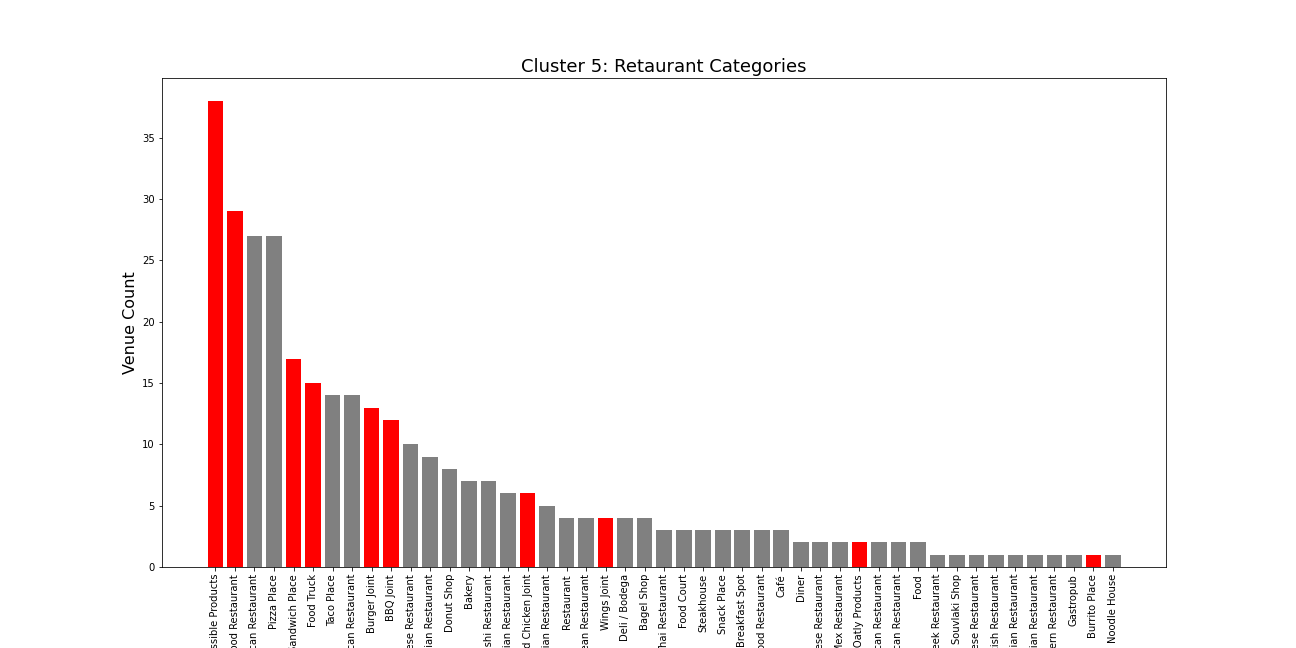 Cluster 5: Retaurant Categories
Venue Count
35
30
25
20
15
10
5
0
ssible Products
ood Restaurant
can Restaurant
Pizza Place
andwich Place
Food Truck
Taco Place
can Restaurant
Burger Joint
BBQ Joint
ese Restaurant
ian Restaurant
Donut Shop
Bakery
shi Restaurant
ian Restaurant
d Chicken Joint
ian Restaurant
Restaurant
ean Restaurant
Wings Joint
Deli / Bodega
Bagel Shop
Thai Restaurant
Food Court
Steakhouse
Snack Place
Breakfast Spot
ood Restaurant
Café
Diner
ese Restaurant
Mex Restaurant
Oatly Products
can Restaurant
can Restaurant
Food
eek Restaurant
Souvlaki Shop
ese Restaurant
ish Restaurant
ian Restaurant
ian Restaurant
ern Restaurant
Gastropub
Burrito Place
Noodle House